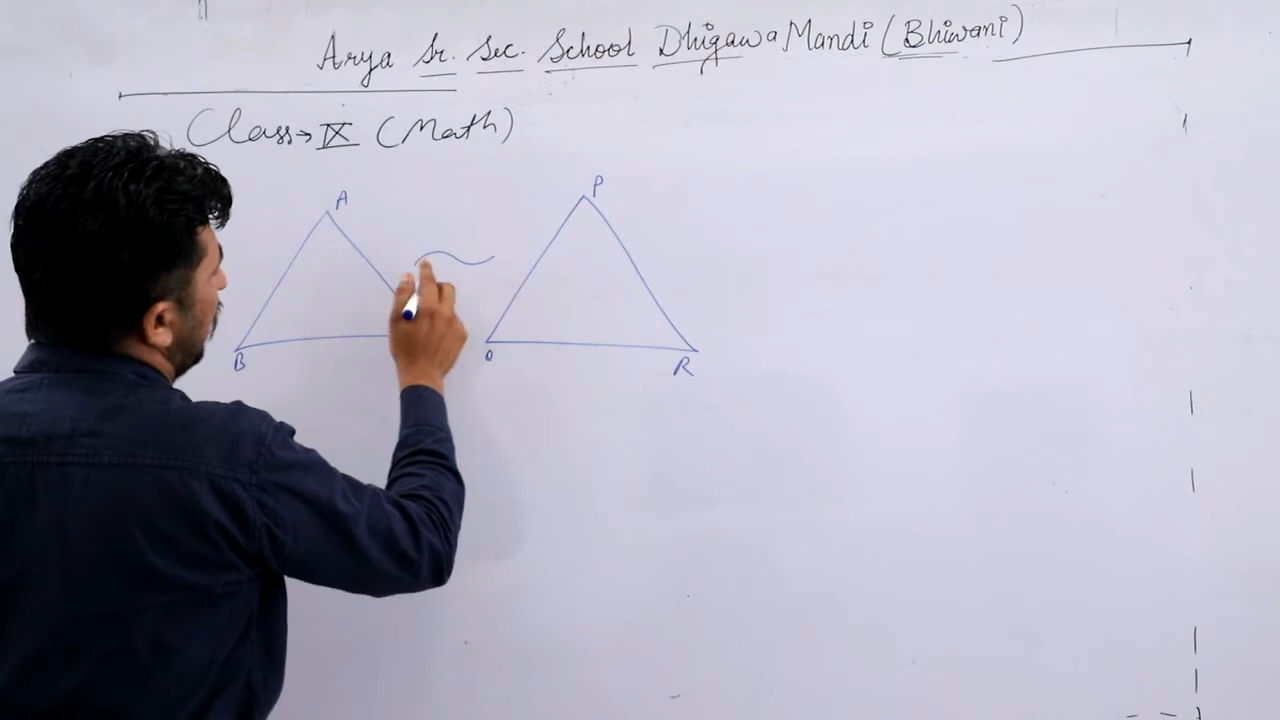 Arya Sr. Sec. School Dhigawa Mandi (Bhiwani)
Class→ IX (Math)
A
P
B
Q
R